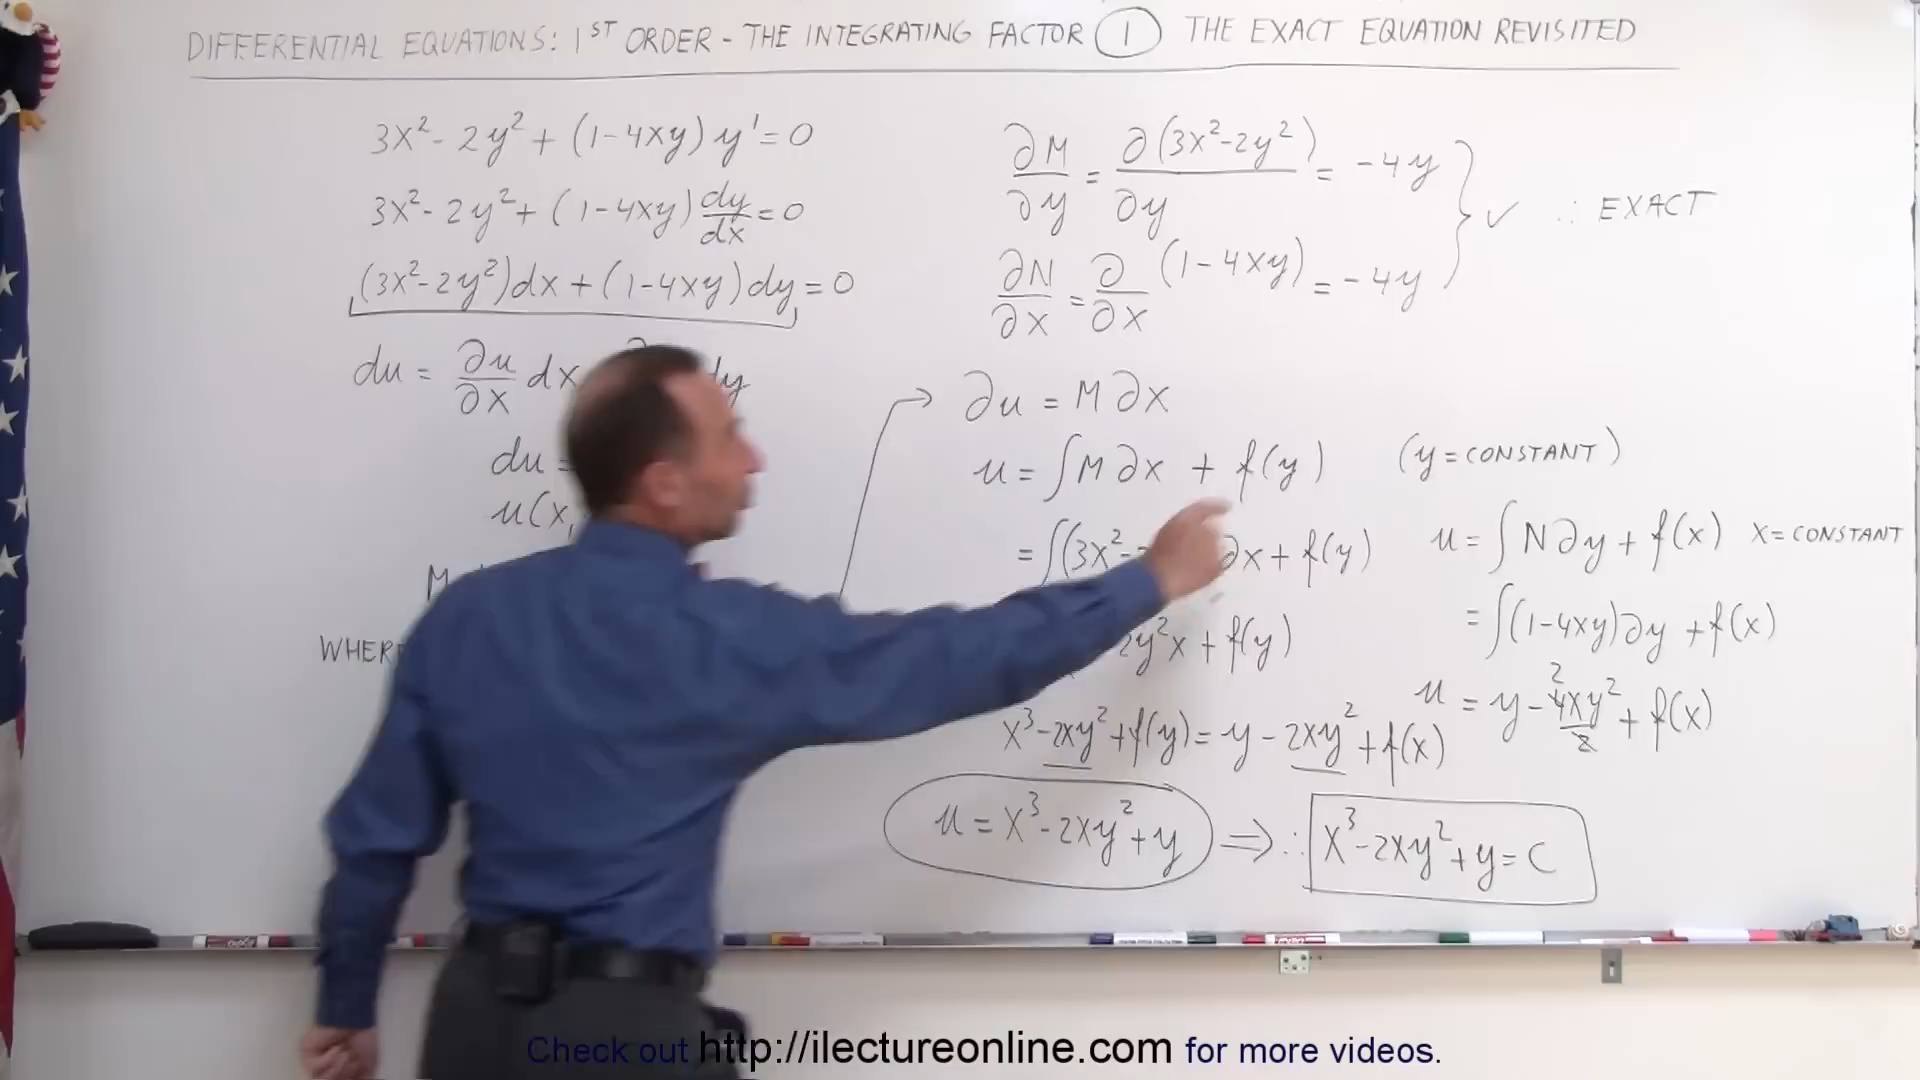 DIFFERENTIAL EQUATIONS: 1ST ORDER - THE INTEGRATING FACTOR 1 THE EXACT EQUATION REVISITED
3x² - 2y² + (1-4xy) y' = 0
3x² - 2y² + (1-4xy) dy/dx = 0
(3x²-2y²)dx + (1-4xy)dy = 0
du = ∂u/∂x dx dy
du =
u(x,
M
WHERE
∂M/∂y = ∂(3x²-2y²)/∂y = -4y
∂N/∂x = ∂/∂x (1-4xy) = -4y
✓ ∴ EXACT
→ ∂u = M ∂x
u = ∫M ∂x + f(y) (y = CONSTANT)
= ∫(3x²- ∂x + f(y)
2y²x + f(y)
u = ∫N∂y + f(x) x = CONSTANT
= ∫(1-4xy)∂y + f(x)
u = y - 4xy²/2 + f(x)
2
x³ - 2xy² + f(y) = y - 2xy² + f(x)
u = x³ - 2xy² + y ⇒ ∴ x³ - 2xy² + y = C
Check out http://ilectureonline.com for more videos.